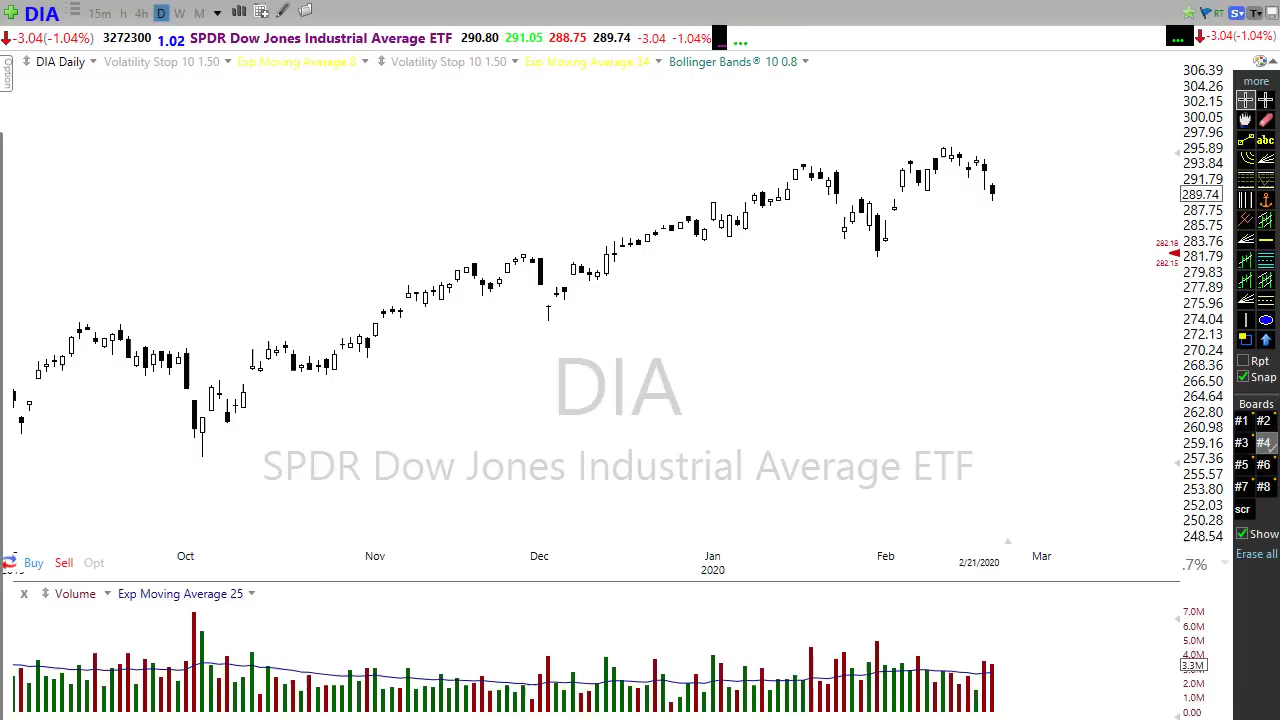 DIA 15m h 4h D W M RT S T
-3.04(-1.04%) 3272300 1.02 SPDR Dow Jones Industrial Average ETF 290.80 291.05 288.75 289.74 -3.04 -1.04% ... ... ... -3.04(-1.04%)
Option
DIA Daily Volatility Stop 10 1.50 Exp Moving Average 8 Volatility Stop 10 1.50 Exp Moving Average 34 Bollinger Bands® 10 0.8
306.39
304.26
302.15
300.05
297.96
295.89
293.84
291.79
289.74
287.75
285.74
283.76
281.79
279.83
277.89
275.96
274.04
272.13
270.24
268.36
266.50
264.64
262.80
260.98
259.16
257.36
255.57
253.80
252.03
250.28
248.54
282.18
282.15
DIA
SPDR Dow Jones Industrial Average ETF
Oct Nov Dec Jan Feb Mar
2020 2/21/2020
Buy Sell Opt
.7%
x Volume Exp Moving Average 25
7.0M
6.0M
5.0M
4.0M
3.3M
2.0M
1.0M
0.00
more
abc
Rpt
Snap
Boards
#1 #2
#3 #4
#5 #6
#7 #8
scr
Show
Erase all